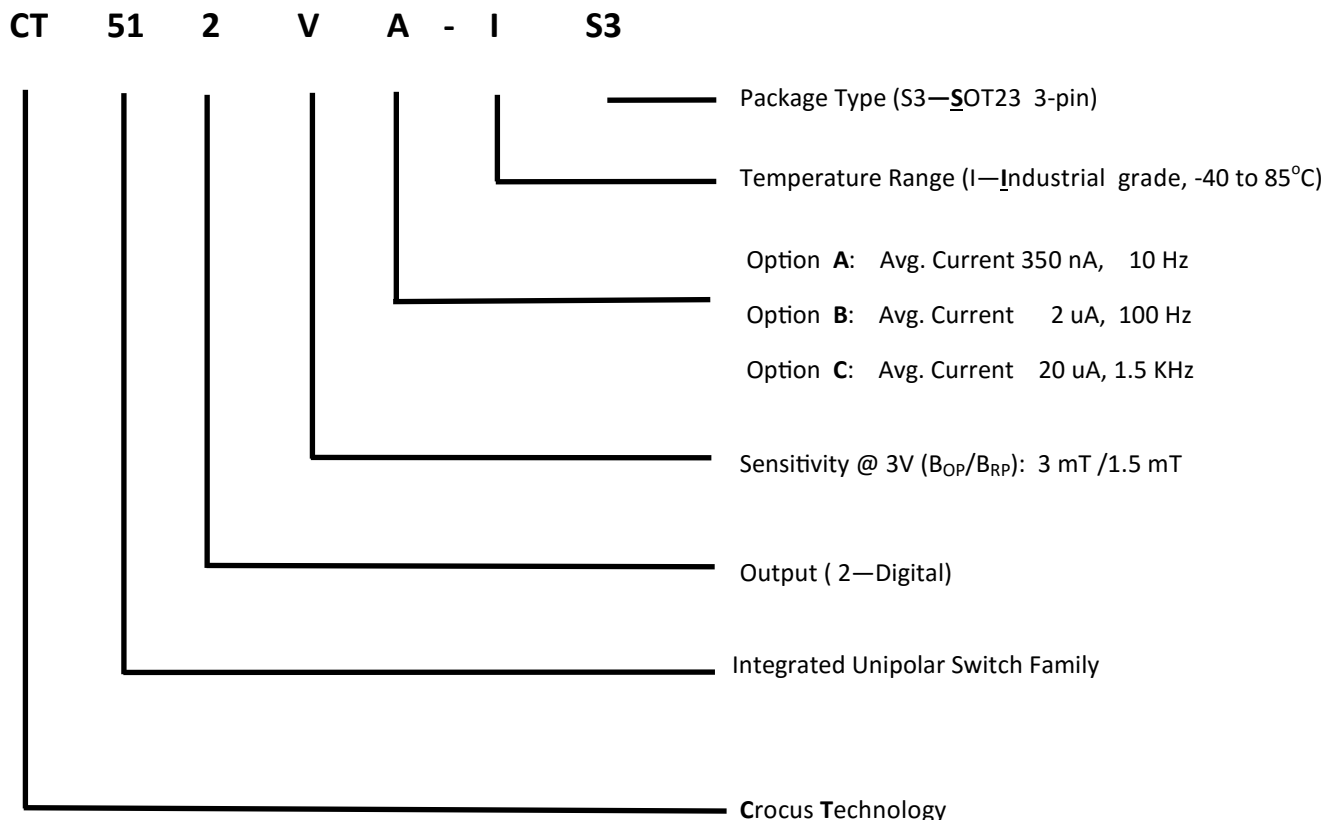 CT 51 2 V A - I S3
Package Type (S3—SOT23 3-pin)
Temperature Range (I—Industrial grade, -40 to 85°C)
Option A: Avg. Current 350 nA, 10 Hz
Option B: Avg. Current 2 uA, 100 Hz
Option C: Avg. Current 20 uA, 1.5 KHz
Sensitivity @ 3V (BOP/BRP): 3 mT /1.5 mT
Output ( 2—Digital)
Integrated Unipolar Switch Family
Crocus Technology